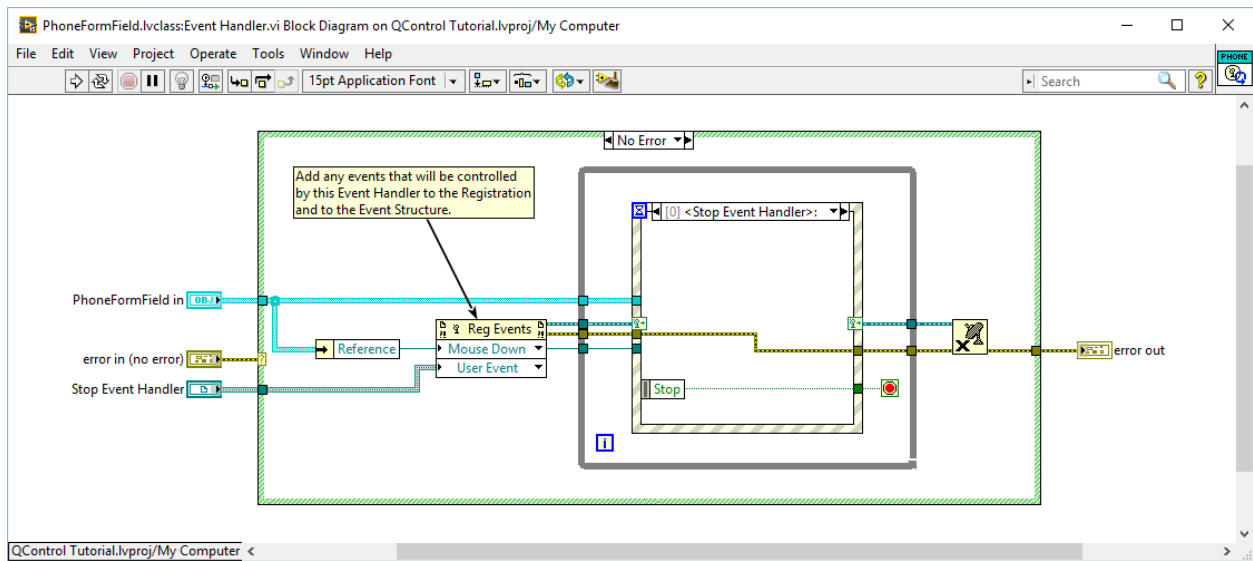 PhoneFormField.lvclass:Event Handler.vi Block Diagram on QControl Tutorial.lvproj/My Computer
File Edit View Project Operate Tools Window Help
15pt Application Font
Search
?
PHONE
No Error
Add any events that will be controlled
by this Event Handler to the Registration
and to the Event Structure.
[0] <Stop Event Handler>:
PhoneFormField in
OBJ
Reg Events
Reference
Mouse Down
error in (no error)
?
User Event
error out
Stop Event Handler
Stop
i
QControl Tutorial.lvproj/My Computer